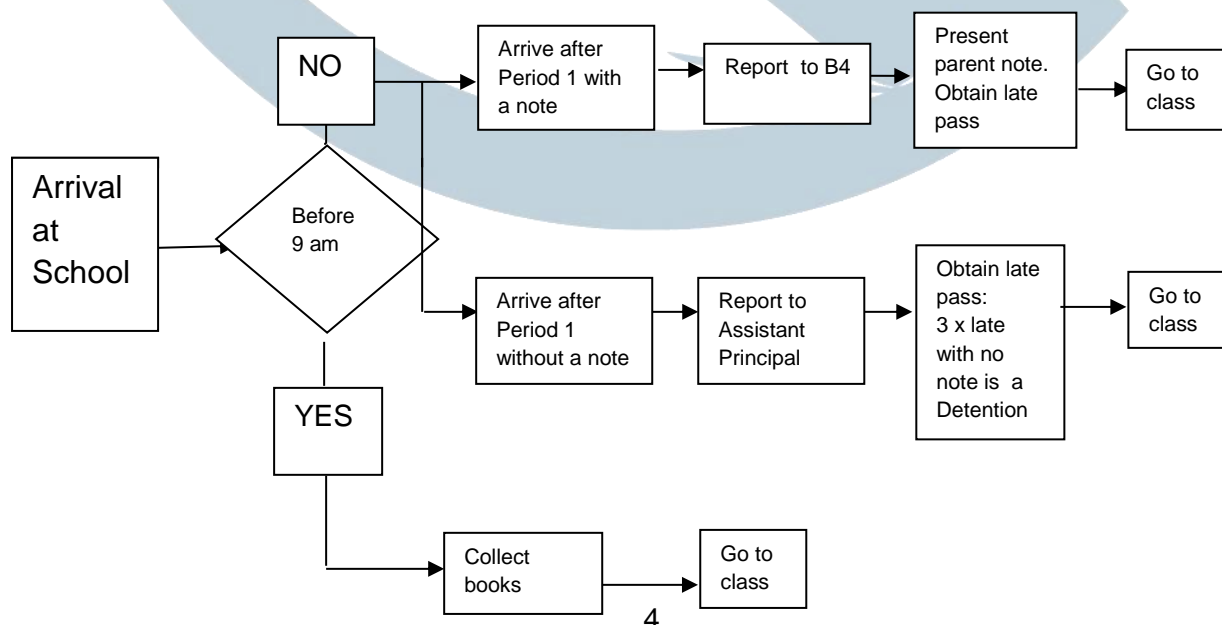 NO
Arrive after
Period 1 with
a note
Report  to B4
Present
parent note.
Obtain late
pass
Go to
class
Arrival
at
School
Before
9 am
Arrive after
Period 1
without a note
Report to
Assistant
Principal
Obtain late
pass:
3 x late
with no
note is  a
Detention
Go to
class
YES
Collect
books
Go to
class
4